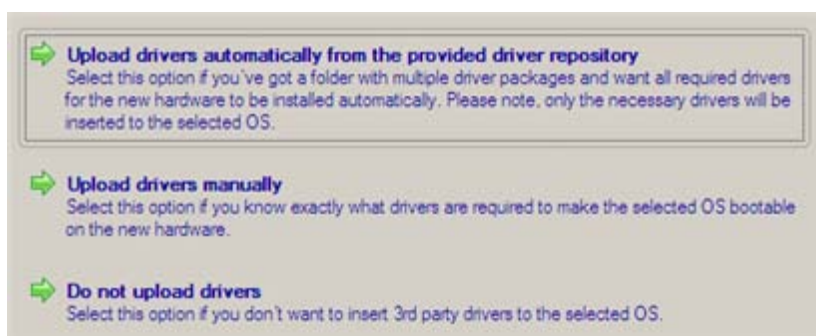 Upload drivers automatically from the provided driver repository
Select this option if you've got a folder with multiple driver packages and want all required drivers
for the new hardware to be installed automatically. Please note, only the necessary drivers will be
inserted to the selected OS.
Upload drivers manually
Select this option if you know exactly what drivers are required to make the selected OS bootable
on the new hardware.
Do not upload drivers
Select this option if you don't want to insert 3rd party drivers to the selected OS.